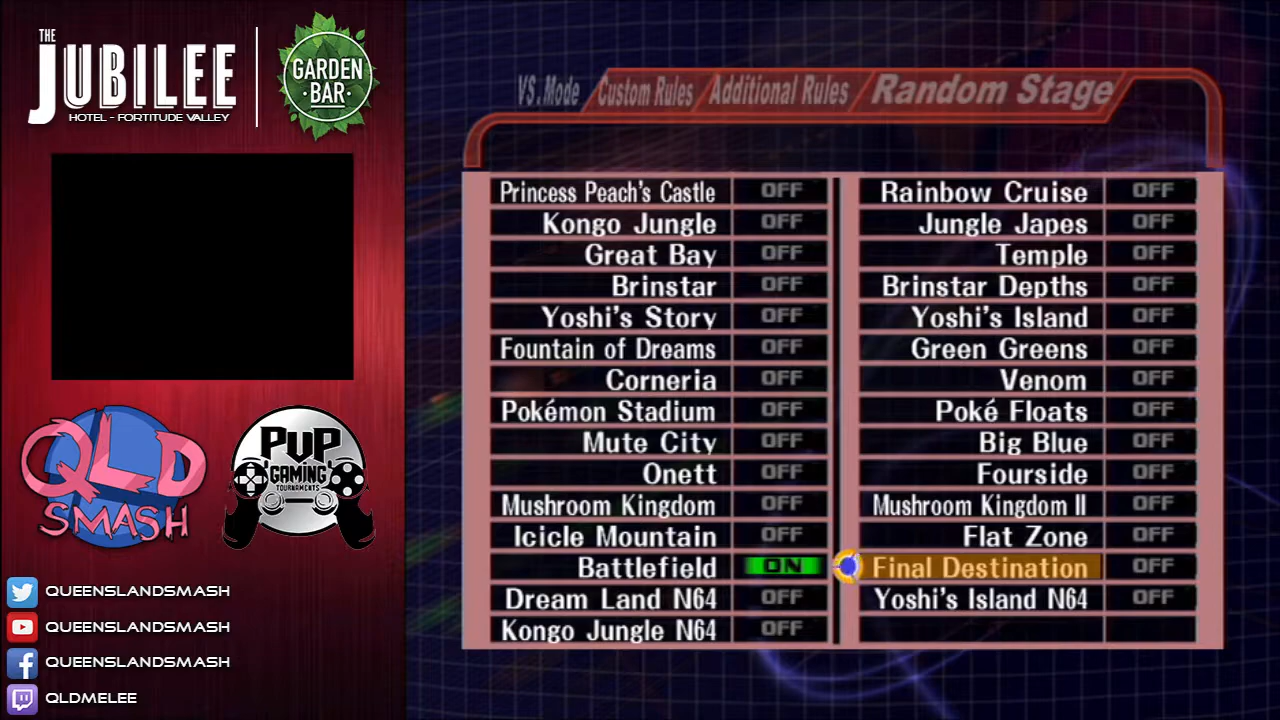 THE
JUBILEE
HOTEL - FORTITUDE VALLEY
GARDEN
BAR
QLD
SMASH
PVP
GAMING
TOURNAMENTS
QUEENSLANDSMASH
QUEENSLANDSMASH
QUEENSLANDSMASH
QLDMELEE
VS. Mode Custom Rules Additional Rules Random Stage
Princess Peach's Castle OFF Rainbow Cruise OFF
Kongo Jungle OFF Jungle Japes OFF
Great Bay OFF Temple OFF
Brinstar OFF Brinstar Depths OFF
Yoshi's Story OFF Yoshi's Island OFF
Fountain of Dreams OFF Green Greens OFF
Corneria OFF Venom OFF
Pokémon Stadium OFF Poké Floats OFF
Mute City OFF Big Blue OFF
Onett OFF Fourside OFF
Mushroom Kingdom OFF Mushroom Kingdom II OFF
Icicle Mountain OFF Flat Zone OFF
Battlefield ON Final Destination OFF
Dream Land N64 OFF Yoshi's Island N64 OFF
Kongo Jungle N64 OFF